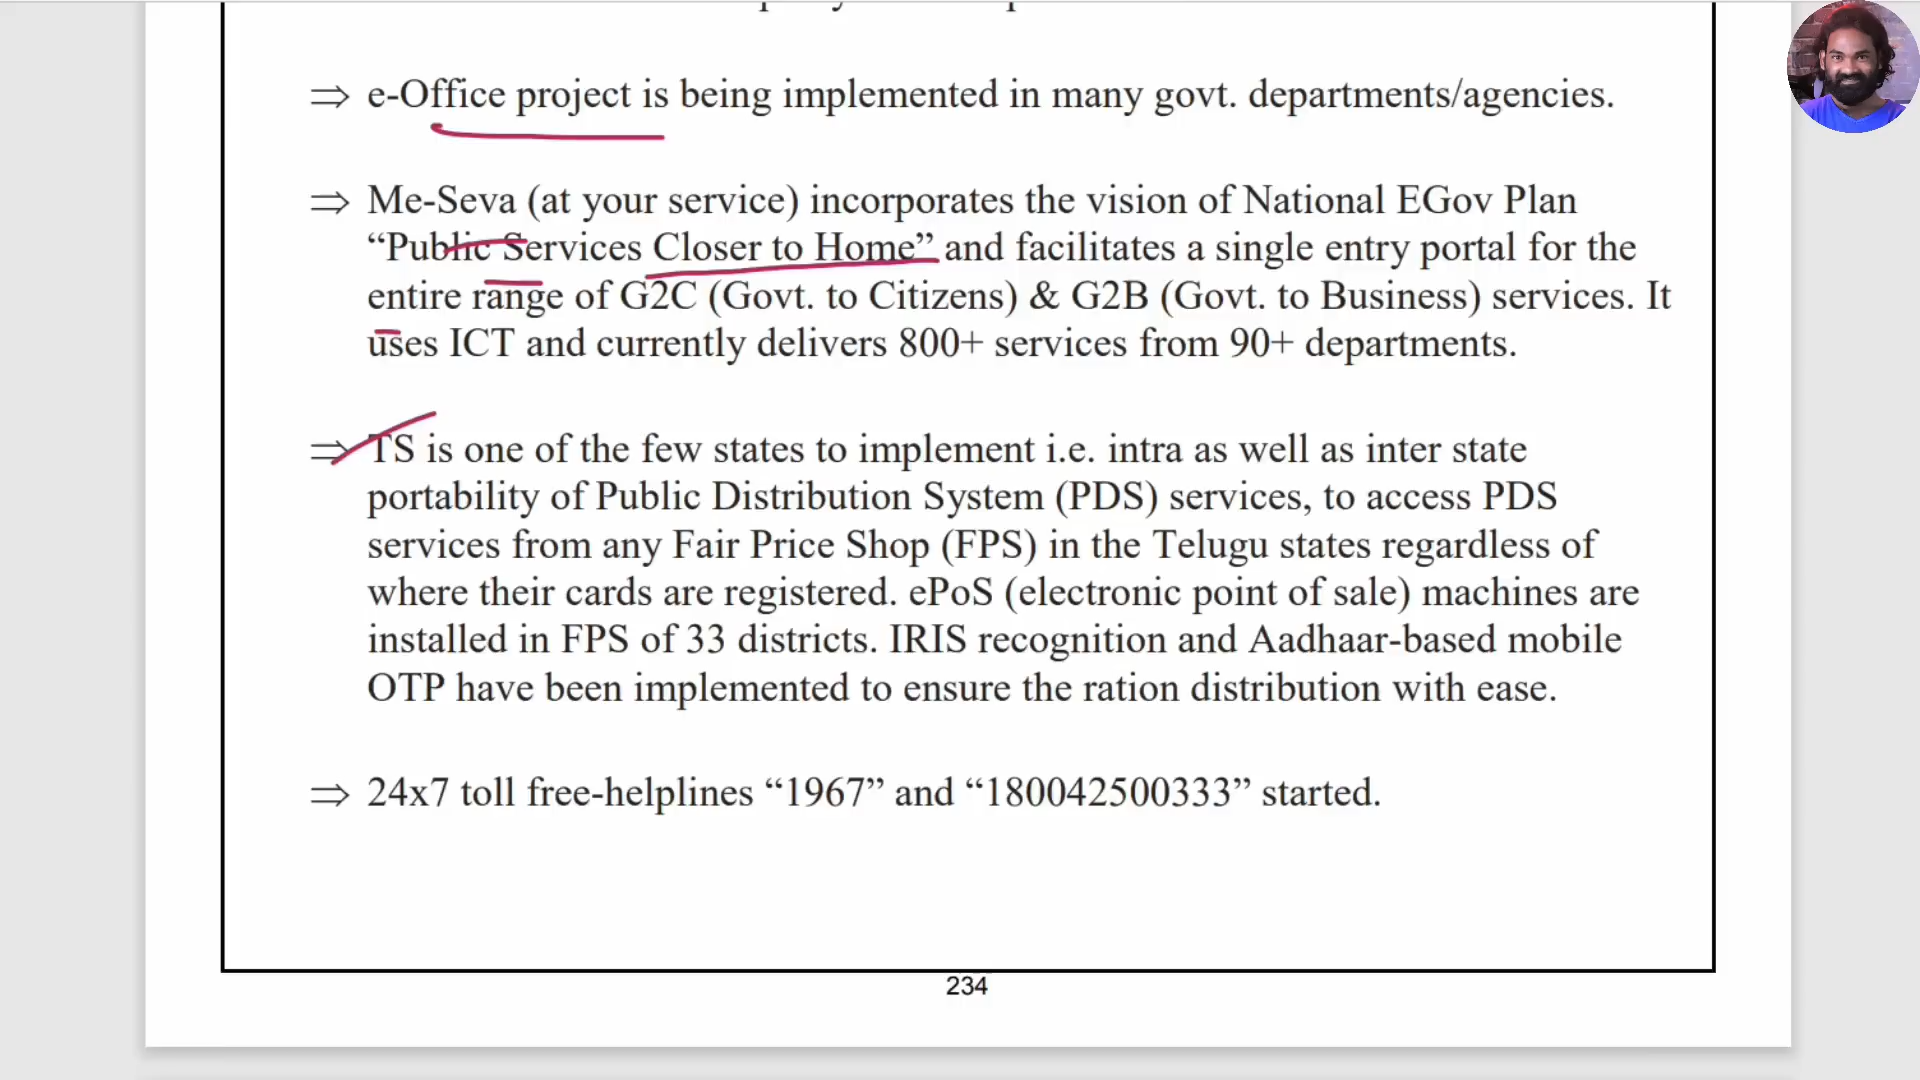 ⇒ e-Office project is being implemented in many govt. departments/agencies.
⇒ Me-Seva (at your service) incorporates the vision of National EGov Plan
“Public Services Closer to Home” and facilitates a single entry portal for the
entire range of G2C (Govt. to Citizens) & G2B (Govt. to Business) services. It
uses ICT and currently delivers 800+ services from 90+ departments.
⇒ TS is one of the few states to implement i.e. intra as well as inter state
portability of Public Distribution System (PDS) services, to access PDS
services from any Fair Price Shop (FPS) in the Telugu states regardless of
where their cards are registered. ePoS (electronic point of sale) machines are
installed in FPS of 33 districts. IRIS recognition and Aadhaar-based mobile
OTP have been implemented to ensure the ration distribution with ease.
⇒ 24x7 toll free-helplines “1967” and “180042500333” started.
234